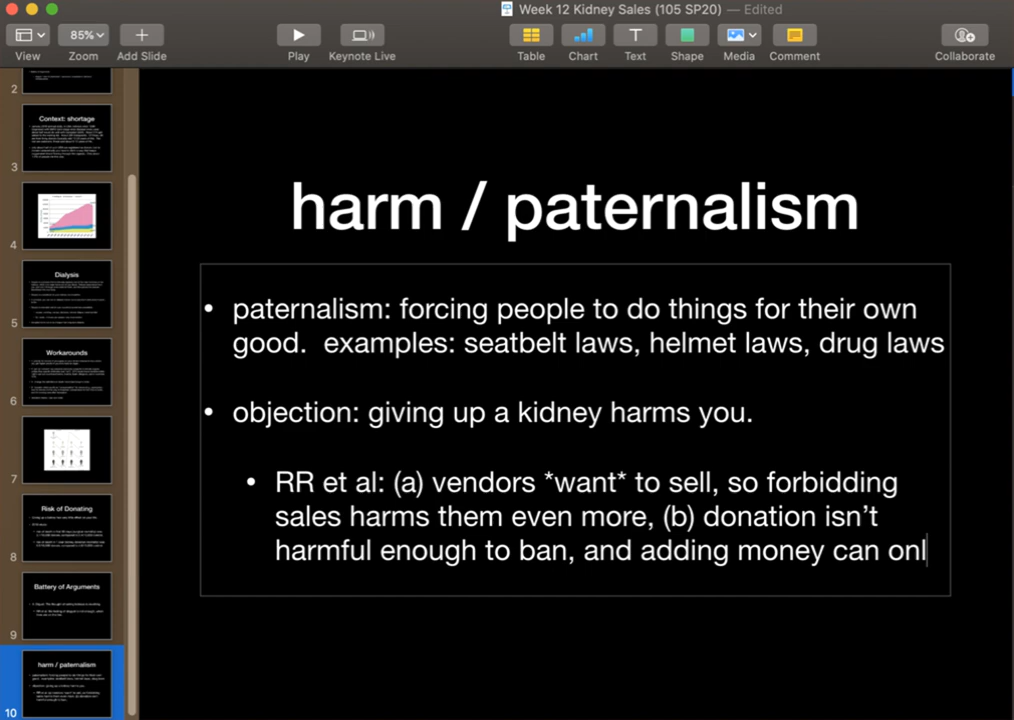 Week 12 Kidney Sales (105 SP20) — Edited
85%
View
Zoom
Add Slide
Play
Keynote Live
Table
Chart
Text
Shape
Media
Comment
Collaborate
2
Context: shortage
3
4
Dialysis
5
Workarounds
6
7
Risk of Donating
8
Battery of Arguments
9
harm / paternalism
10
harm / paternalism
• paternalism: forcing people to do things for their own
good. examples: seatbelt laws, helmet laws, drug laws
• objection: giving up a kidney harms you.
• RR et al: (a) vendors *want* to sell, so forbidding
sales harms them even more, (b) donation isn’t
harmful enough to ban, and adding money can onl